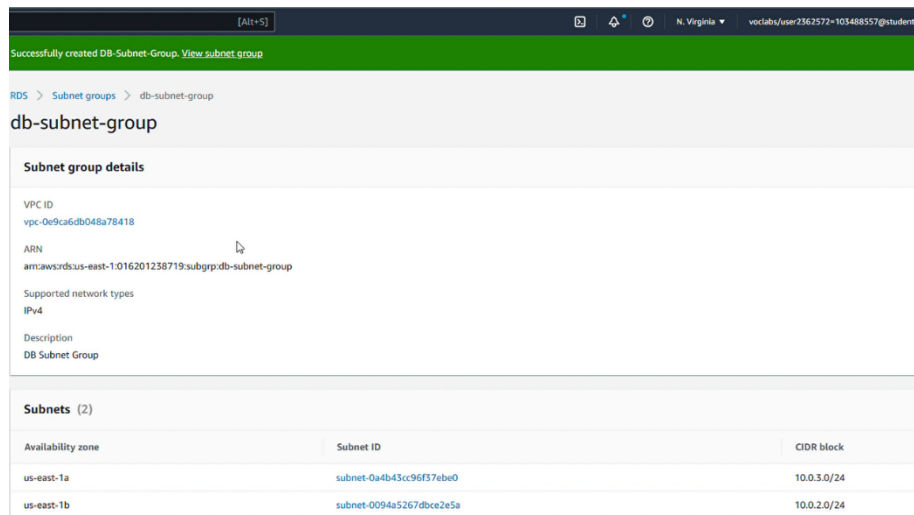 [Alt+S] N. Virginia ▼ voclabs/user2362572=103488557@student
Successfully created DB-Subnet-Group. View subnet group
RDS > Subnet groups > db-subnet-group
db-subnet-group
Subnet group details
VPC ID
vpc-0e9ca6db048a78418
ARN
arn:aws:rds:us-east-1:016201238719:subgrp:db-subnet-group
Supported network types
IPv4
Description
DB Subnet Group
Subnets (2)
Availability zone Subnet ID CIDR block
us-east-1a subnet-0a4b43cc96f37ebe0 10.0.3.0/24
us-east-1b subnet-0094a5267dbce2e5a 10.0.2.0/24